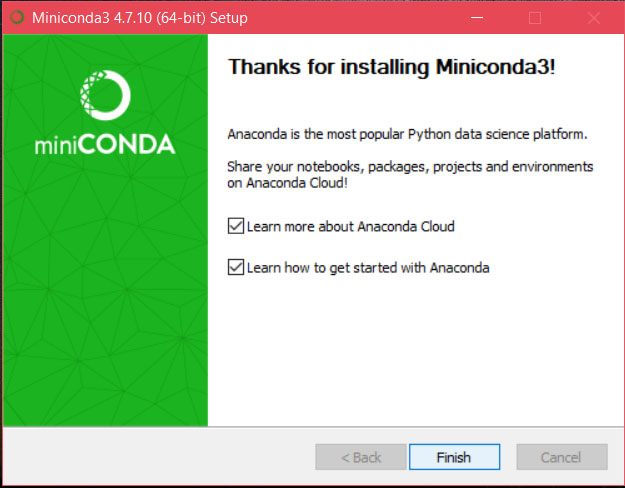 Miniconda3 4.7.10 (64-bit) Setup
miniCONDA
Thanks for installing Miniconda3!
Anaconda is the most popular Python data science platform.
Share your notebooks, packages, projects and environments
on Anaconda Cloud!
Learn more about Anaconda Cloud
Learn how to get started with Anaconda
< Back
Finish
Cancel